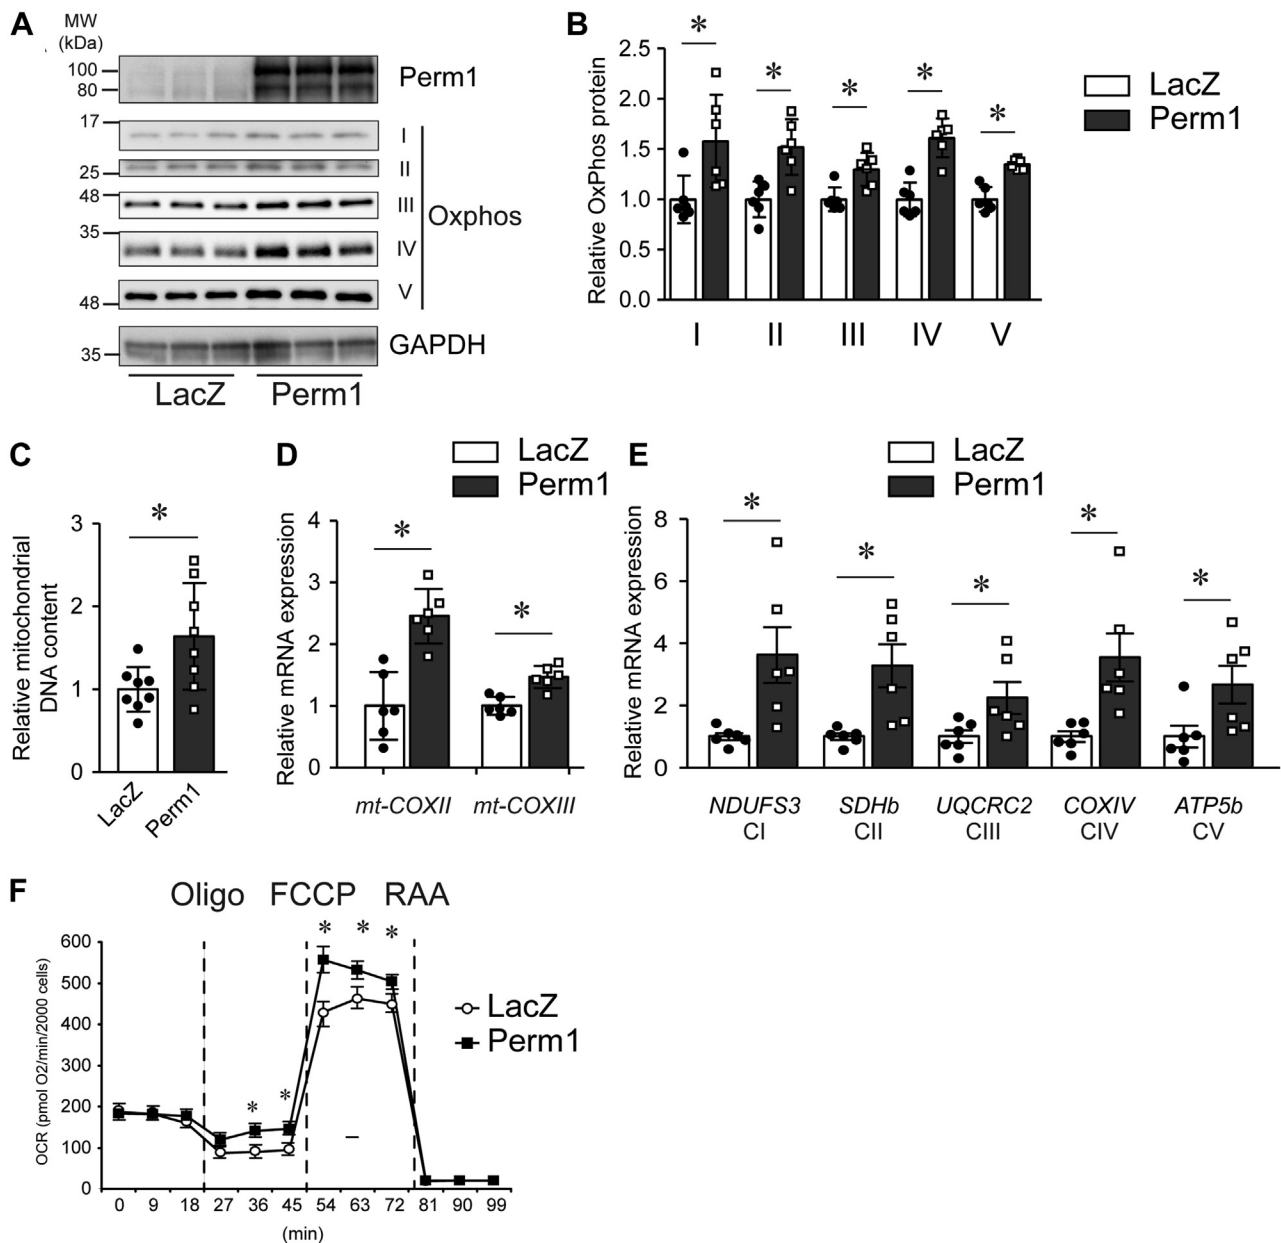 A
MW
(kDa)
100
80
Perm1
17
I
25
II
48
III
Oxphos
35
IV
V
48
GAPDH
35
LacZ Perm1
B
Relative OxPhos protein
2.5
2.0
1.5
1.0
0.5
0.0
* * * * *
I II III IV V
LacZ
Perm1
C
Relative mitochondrial
DNA content
3
2
1
0
*
LacZ
Perm1
D
LacZ
Perm1
Relative mRNA expression
4
3
2
1
0
* *
mt-COXII mt-COXIII
E
LacZ
Perm1
Relative mRNA expression
8
6
4
2
0
* * * * *
NDUFS3 SDHb UQCRC2 COXIV ATP5b
CI CII CIII CIV CV
F
Oligo FCCP RAA
OCR (pmol O2/min/2000 cells)
600
500
400
300
200
100
0
* * * * *
0 9 18 27 36 45 54 63 72 81 90 99
(min)
LacZ
Perm1